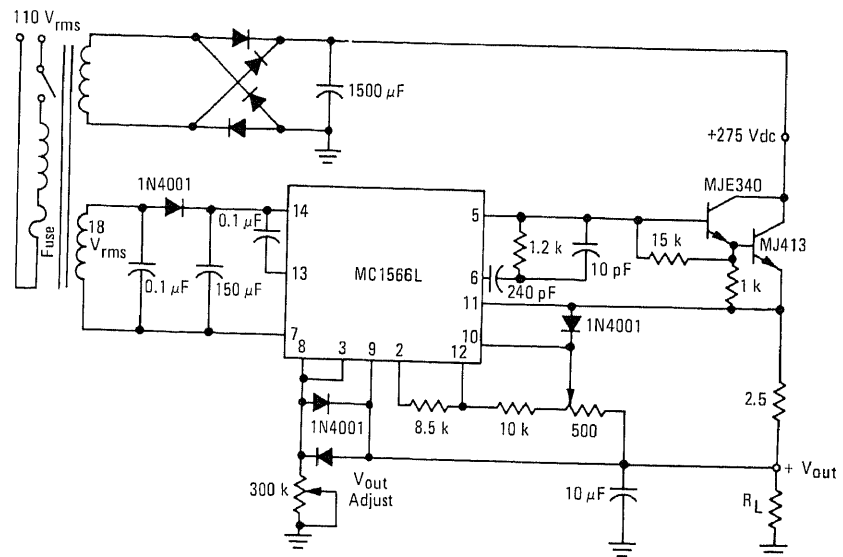 110 Vrms
1500 μF
+275 Vdc
MJE340
1N4001
18
Vrms
Fuse
0.1 μF
14
5
15 k
MJ413
1.2 k
10 pF
13
MC1566L
6
240 pF
1 k
0.1 μF
150 μF
11
1N4001
7
10
8
3
9
2
12
2.5
1N4001
8.5 k
10 k
500
Vout
Adjust
300 k
10 μF
+ Vout
RL